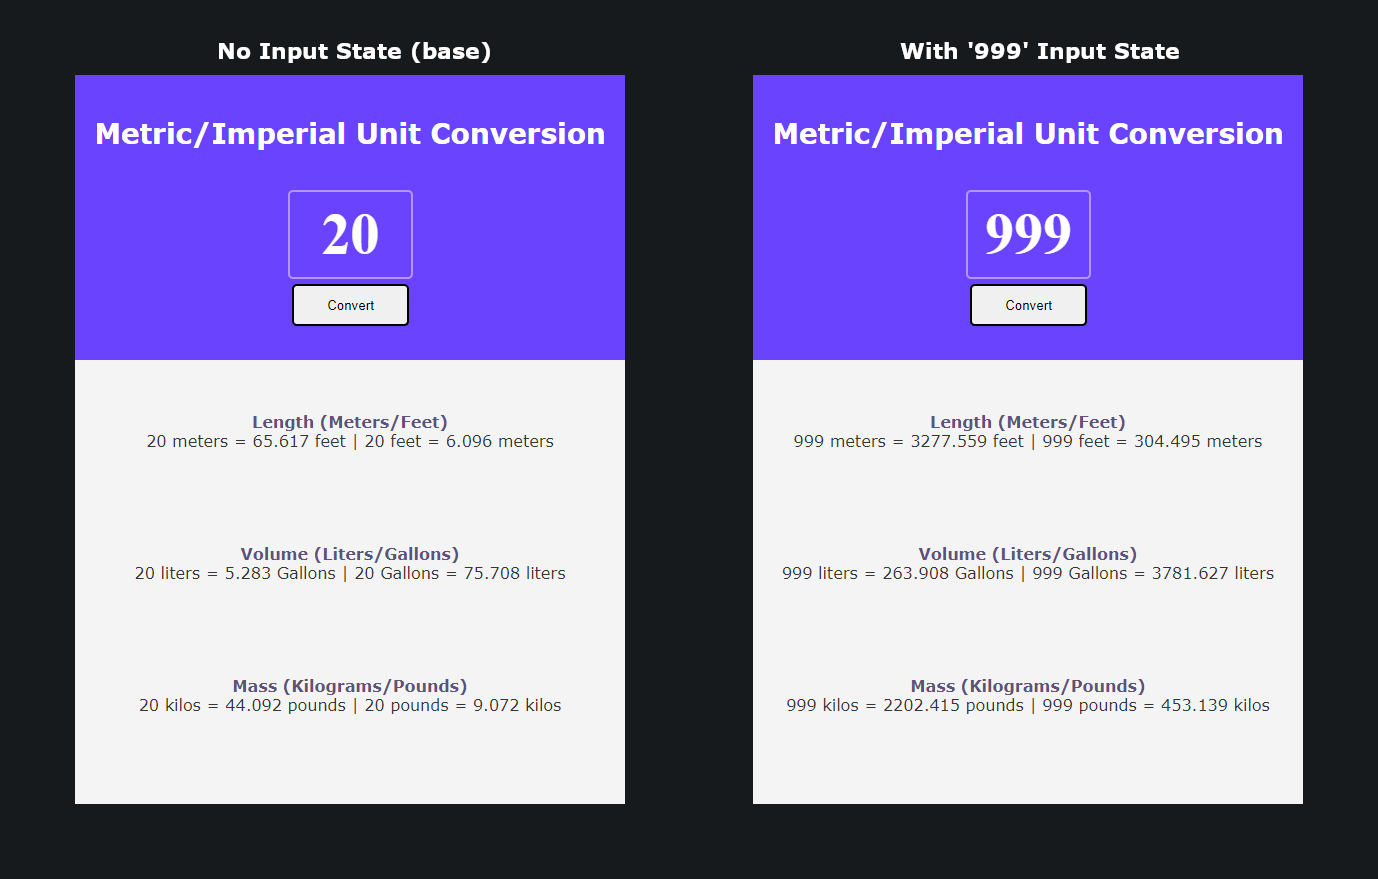 No Input State (base)
Metric/Imperial Unit Conversion
20
Convert
Length (Meters/Feet)
20 meters = 65.617 feet | 20 feet = 6.096 meters
Volume (Liters/Gallons)
20 liters = 5.283 Gallons | 20 Gallons = 75.708 liters
Mass (Kilograms/Pounds)
20 kilos = 44.092 pounds | 20 pounds = 9.072 kilos
With '999' Input State
Metric/Imperial Unit Conversion
999
Convert
Length (Meters/Feet)
999 meters = 3277.559 feet | 999 feet = 304.495 meters
Volume (Liters/Gallons)
999 liters = 263.908 Gallons | 999 Gallons = 3781.627 liters
Mass (Kilograms/Pounds)
999 kilos = 2202.415 pounds | 999 pounds = 453.139 kilos